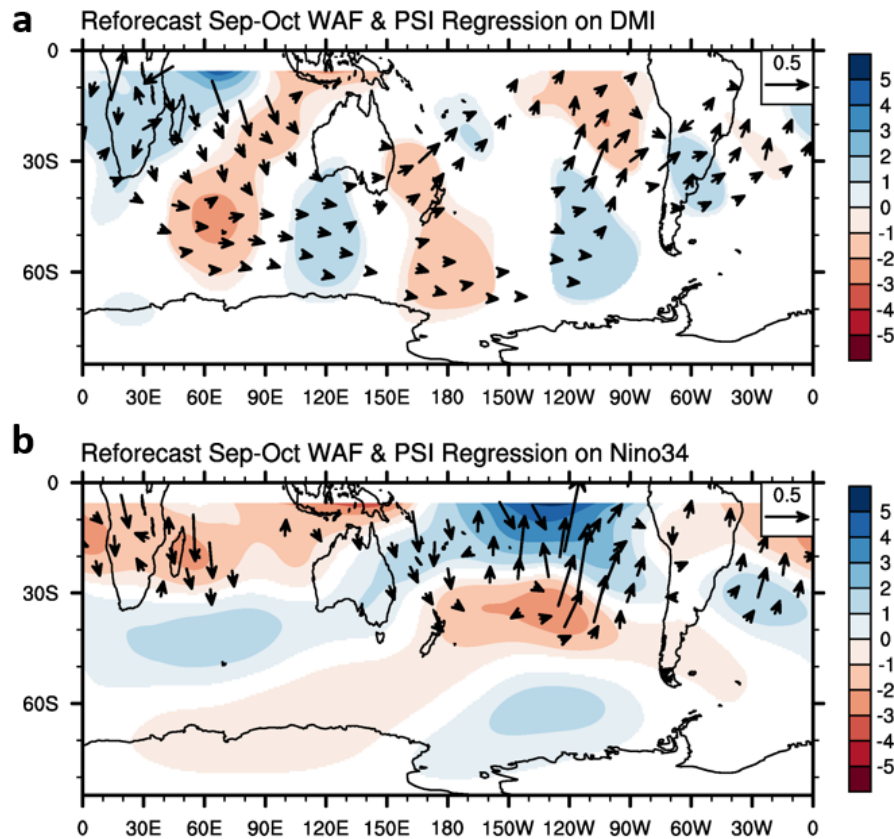 a
Reforecast Sep-Oct WAF & PSI Regression on DMI
0
30S
60S
0 30E 60E 90E 120E 150E 180 150W 120W 90W 60W 30W 0
0.5
5
4
3
2
1
0
-1
-2
-3
-4
-5
b
Reforecast Sep-Oct WAF & PSI Regression on Nino34
0
30S
60S
0 30E 60E 90E 120E 150E 180 150W 120W 90W 60W 30W 0
0.5
5
4
3
2
1
0
-1
-2
-3
-4
-5